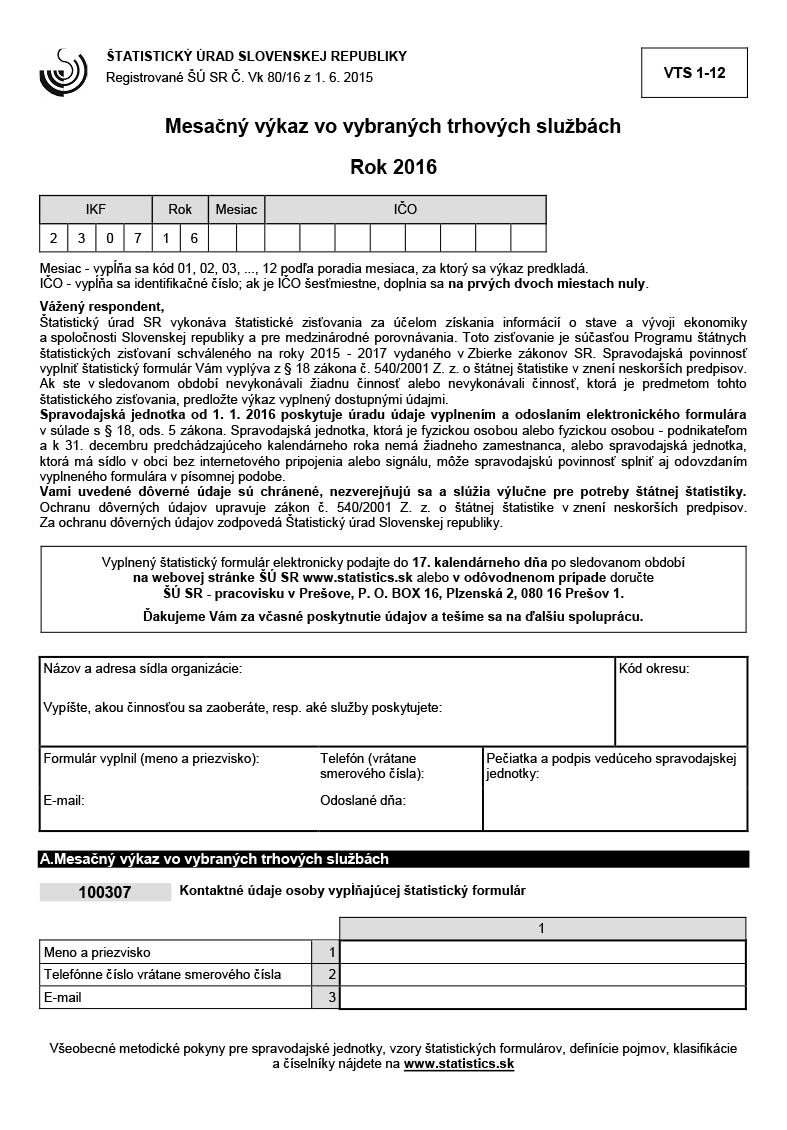 ŠTATISTICKÝ ÚRAD SLOVENSKEJ REPUBLIKY
Registrované ŠÚ SR Č. Vk 80/16 z 1. 6. 2015
VTS 1-12
Mesačný výkaz vo vybraných trhových službách
Rok 2016
IKF Rok Mesiac IČO
2 3 0 7 1 6
Mesiac - vypĺňa sa kód 01, 02, 03, ..., 12 podľa poradia mesiaca, za ktorý sa výkaz predkladá.
IČO - vypĺňa sa identifikačné číslo; ak je IČO šesťmiestne, doplnia sa na prvých dvoch miestach nuly.
Vážený respondent,
Štatistický úrad SR vykonáva štatistické zisťovania za účelom získania informácií o stave a vývoji ekonomiky
a spoločnosti Slovenskej republiky a pre medzinárodné porovnávania. Toto zisťovanie je súčasťou Programu štátnych
štatistických zisťovaní schváleného na roky 2015 - 2017 vydaného v Zbierke zákonov SR. Spravodajská povinnosť
vyplniť štatistický formulár Vám vyplýva z § 18 zákona č. 540/2001 Z. z. o štátnej štatistike v znení neskorších predpisov.
Ak ste v sledovanom období nevykonávali žiadnu činnosť alebo nevykonávali činnosť, ktorá je predmetom tohto
štatistického zisťovania, predložte výkaz vyplnený dostupnými údajmi.
Spravodajská jednotka od 1. 1. 2016 poskytuje úradu údaje vyplnením a odoslaním elektronického formulára
v súlade s § 18, ods. 5 zákona. Spravodajská jednotka, ktorá je fyzickou osobou alebo fyzickou osobou - podnikateľom
a k 31. decembru predchádzajúceho kalendárneho roka nemá žiadneho zamestnanca, alebo spravodajská jednotka,
ktorá má sídlo v obci bez internetového pripojenia alebo signálu, môže spravodajskú povinnosť splniť aj odovzdaním
vyplneného formulára v písomnej podobe.
Vami uvedené dôverné údaje sú chránené, nezverejňujú sa a slúžia výlučne pre potreby štátnej štatistiky.
Ochranu dôverných údajov upravuje zákon č. 540/2001 Z. z. o štátnej štatistike v znení neskorších predpisov.
Za ochranu dôverných údajov zodpovedá Štatistický úrad Slovenskej republiky.
Vyplnený štatistický formulár elektronicky podajte do 17. kalendárneho dňa po sledovanom období
na webovej stránke ŠÚ SR www.statistics.sk alebo v odôvodnenom prípade doručte
ŠÚ SR - pracovisku v Prešove, P. O. BOX 16, Plzenská 2, 080 16 Prešov 1.
Ďakujeme Vám za včasné poskytnutie údajov a tešíme sa na ďalšiu spoluprácu.
Názov a adresa sídla organizácie: Kód okresu:
Vypíšte, akou činnosťou sa zaoberáte, resp. aké služby poskytujete:
Formulár vyplnil (meno a priezvisko): Telefón (vrátane Pečiatka a podpis vedúceho spravodajskej
smerového čísla): jednotky:
E-mail: Odoslané dňa:
A.Mesačný výkaz vo vybraných trhových službách
100307 Kontaktné údaje osoby vypĺňajúcej štatistický formulár
1
Meno a priezvisko 1
Telefónne číslo vrátane smerového čísla 2
E-mail 3
Všeobecné metodické pokyny pre spravodajské jednotky, vzory štatistických formulárov, definície pojmov, klasifikácie
a číselníky nájdete na www.statistics.sk